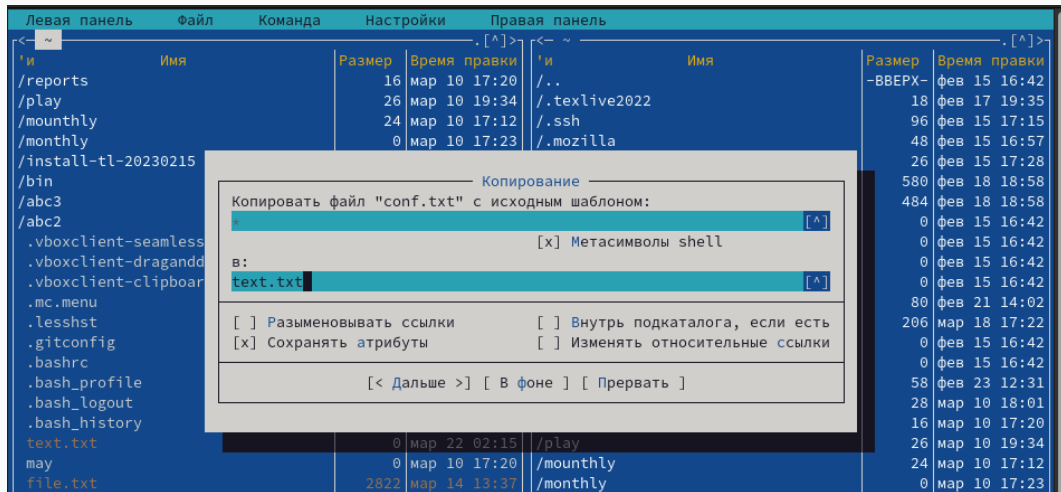 Левая панель Файл Команда Настройки Правая панель
<— ~ .[^]> <— ~ .[^]>
'и Имя Размер Время правки 'и Имя Размер Время правки
/reports 16 мар 10 17:20 /.. -ВВЕРХ- фев 15 16:42
/play 26 мар 10 19:34 /.texlive2022 18 фев 17 19:35
/mounthly 24 мар 10 17:12 /.ssh 96 фев 15 17:15
/monthly 0 мар 10 17:23 /.mozilla 48 фев 15 16:57
/install-tl-20230215 26 фев 15 17:28
/bin Копирование 580 фев 18 18:58
/abc3 Копировать файл "conf.txt" с исходным шаблоном: 484 фев 18 18:58
/abc2 * [^] 0 фев 15 16:42
.vboxclient-seamless [x] Метасимволы shell 0 фев 15 16:42
.vboxclient-dragandd в: 0 фев 15 16:42
.vboxclient-clipboar text.txt [^] 0 фев 15 16:42
.mc.menu 80 фев 21 14:02
.lesshst [ ] Разыменовывать ссылки [ ] Внутрь подкаталога, если есть 206 мар 18 17:22
.gitconfig [x] Сохранять атрибуты [ ] Изменять относительные ссылки 0 фев 15 16:42
.bashrc 0 фев 15 16:42
.bash_profile [< Дальше >] [ В фоне ] [ Прервать ] 58 фев 23 12:31
.bash_logout 28 мар 10 18:01
.bash_history 16 мар 10 17:20
text.txt 0 мар 22 02:15 /play 26 мар 10 19:34
may 0 мар 10 17:20 /mounthly 24 мар 10 17:12
file.txt 2822 мар 14 13:37 /monthly 0 мар 10 17:23